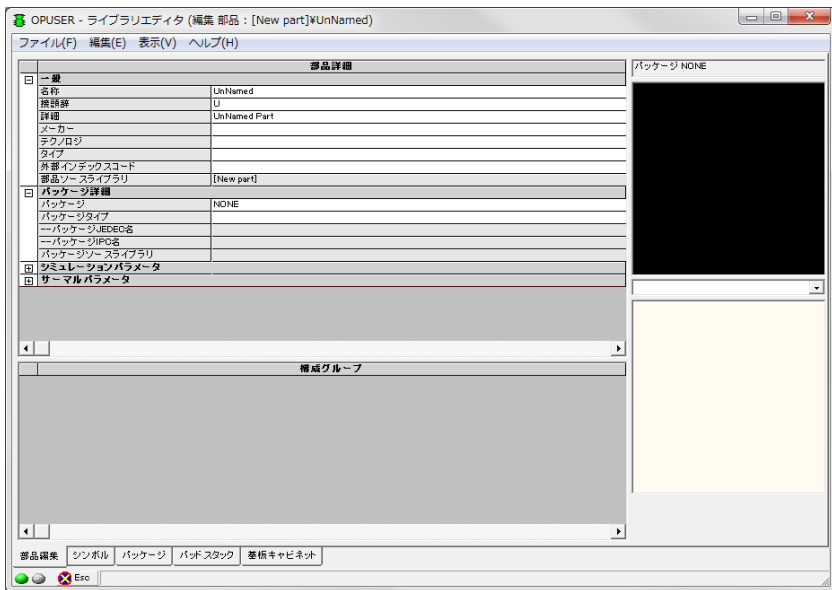 OPUSER - ライブラリエディタ (編集 部品 : [New part]¥UnNamed)
ファイル(F) 編集(E) 表示(V) ヘルプ(H)
部品詳細
一般
名称 UnNamed
接頭辞 U
詳細 UnNamed Part
メーカー
テクノロジ
タイプ
外部インデックスコード
部品ソースライブラリ [New part]
パッケージ詳細
パッケージ NONE
パッケージタイプ
--パッケージJEDEC名
--パッケージIPC名
パッケージソースライブラリ
シミュレーションパラメータ
サーマルパラメータ
構成グループ
パッケージ NONE
部品編集 シンボル パッケージ パッドスタック 基板キャビネット
Esc